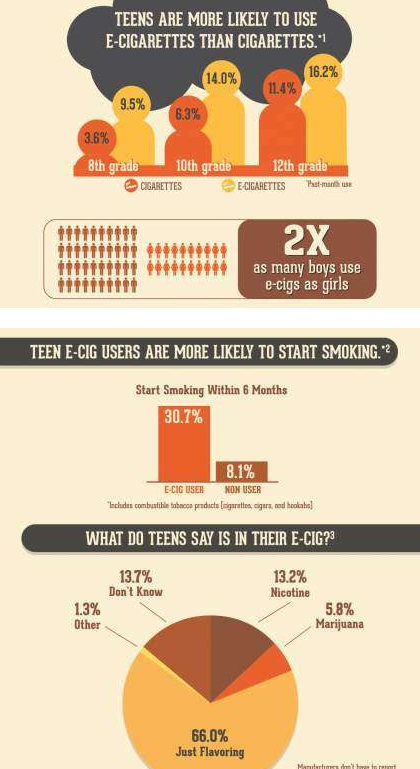 TEENS ARE MORE LIKELY TO USE
E-CIGARETTES THAN CIGARETTES.*1
3.6%
9.5%
6.3%
14.0%
11.4%
16.2%
8th grade
10th grade
12th grade
CIGARETTES
E-CIGARETTES
*Past-month use
2X
as many boys use
e-cigs as girls
TEEN E-CIG USERS ARE MORE LIKELY TO START SMOKING.*2
Start Smoking Within 6 Months
30.7%
8.1%
E-CIG USER
NON USER
*Includes combustible tobacco products (cigarettes, cigars, and hookahs)
WHAT DO TEENS SAY IS IN THEIR E-CIG?3
13.7%
Don't Know
13.2%
Nicotine
1.3%
Other
5.8%
Marijuana
66.0%
Just Flavoring
Manufacturers don't have to report